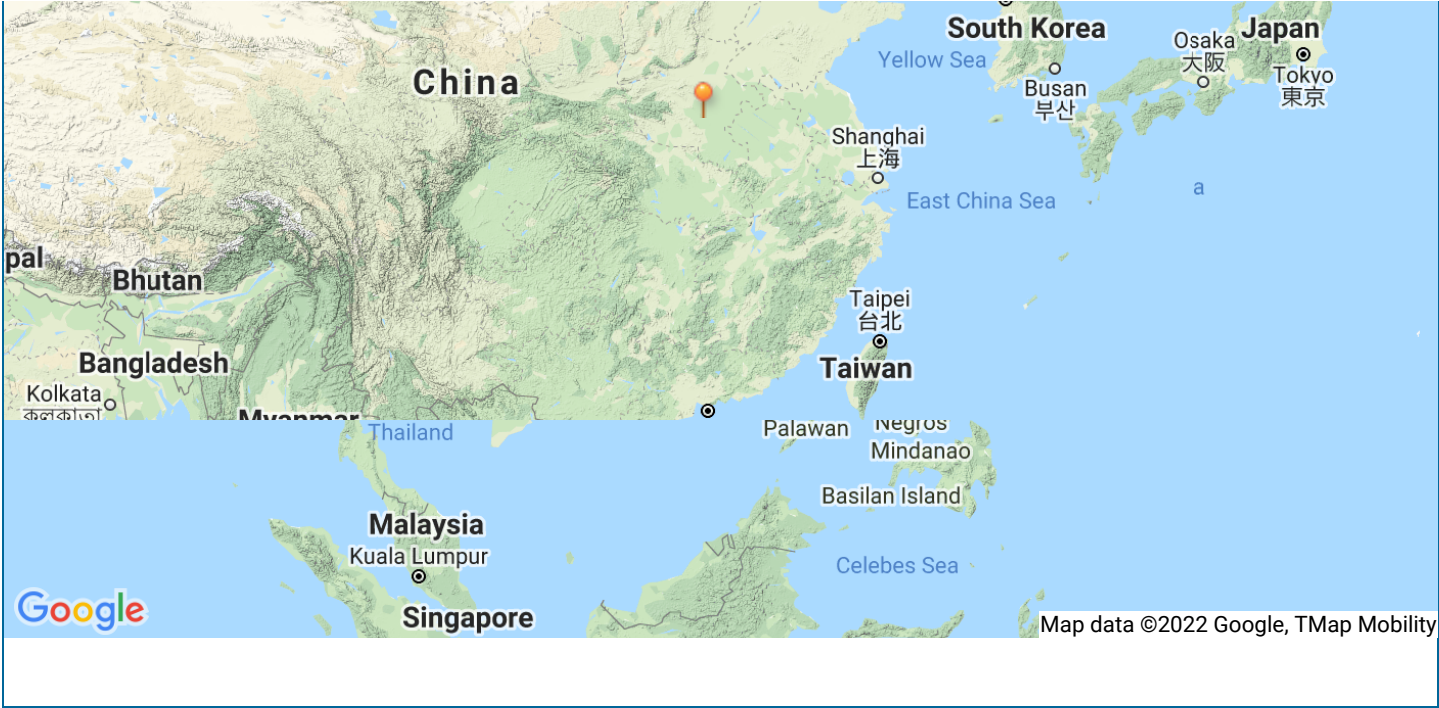 South Korea
Japan
Osaka
大阪
Yellow Sea
China
Tokyo
東京
Busan
부산
Shanghai
上海
a
East China Sea
pal
Bhutan
Taipei
台北
Bangladesh
Taiwan
Kolkata
কলকাতা
Myanmar
Thailand
Palawan
Negros
Mindanao
Basilan Island
Malaysia
Kuala Lumpur
Celebes Sea
Google
Singapore
Map data ©2022 Google, TMap Mobility